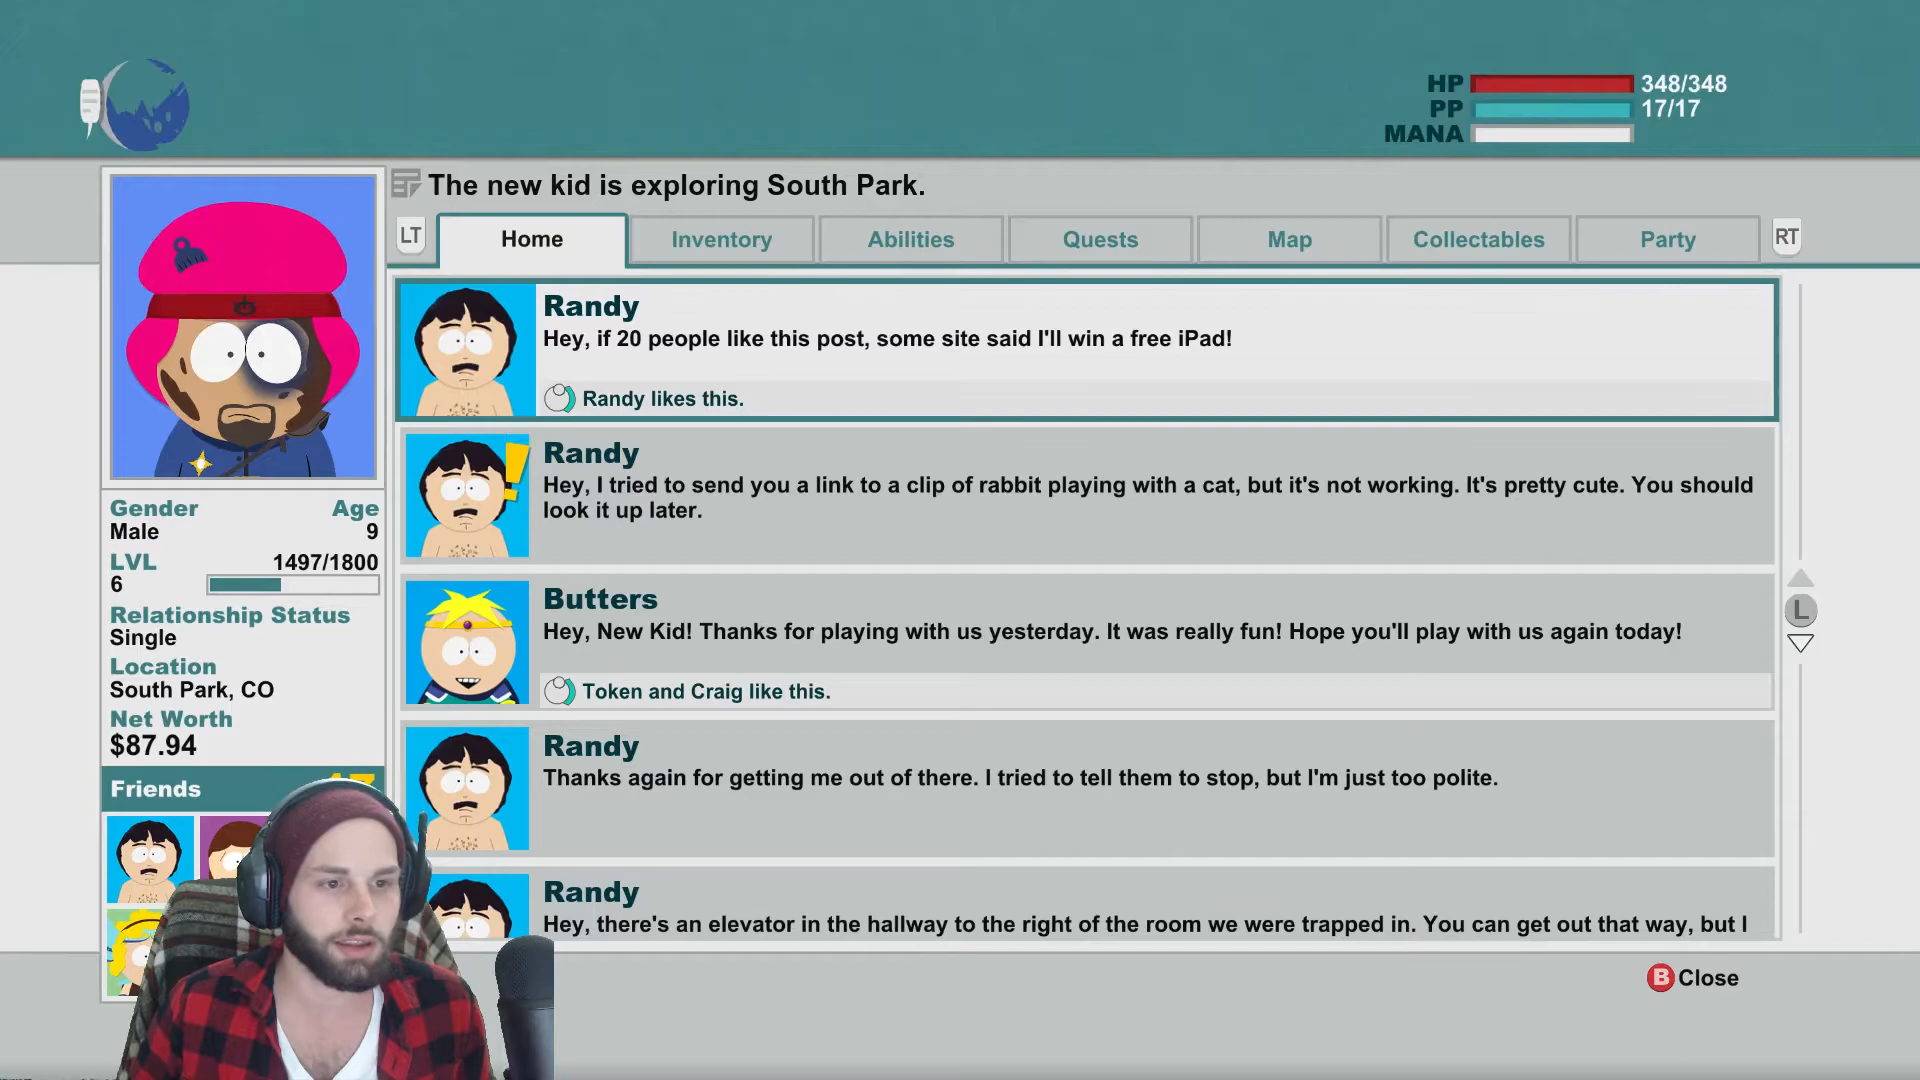 HP 348/348
PP 17/17
MANA
The new kid is exploring South Park.
LT Home Inventory Abilities Quests Map Collectables Party RT
Gender Age
Male 9
LVL 1497/1800
6
Relationship Status
Single
Location
South Park, CO
Net Worth
$87.94
Friends
Randy
Hey, if 20 people like this post, some site said I'll win a free iPad!
Randy likes this.
Randy
Hey, I tried to send you a link to a clip of rabbit playing with a cat, but it's not working. It's pretty cute. You should
look it up later.
Butters
Hey, New Kid! Thanks for playing with us yesterday. It was really fun! Hope you'll play with us again today!
Token and Craig like this.
L
Randy
Thanks again for getting me out of there. I tried to tell them to stop, but I'm just too polite.
Randy
Hey, there's an elevator in the hallway to the right of the room we were trapped in. You can get out that way, but I
B Close